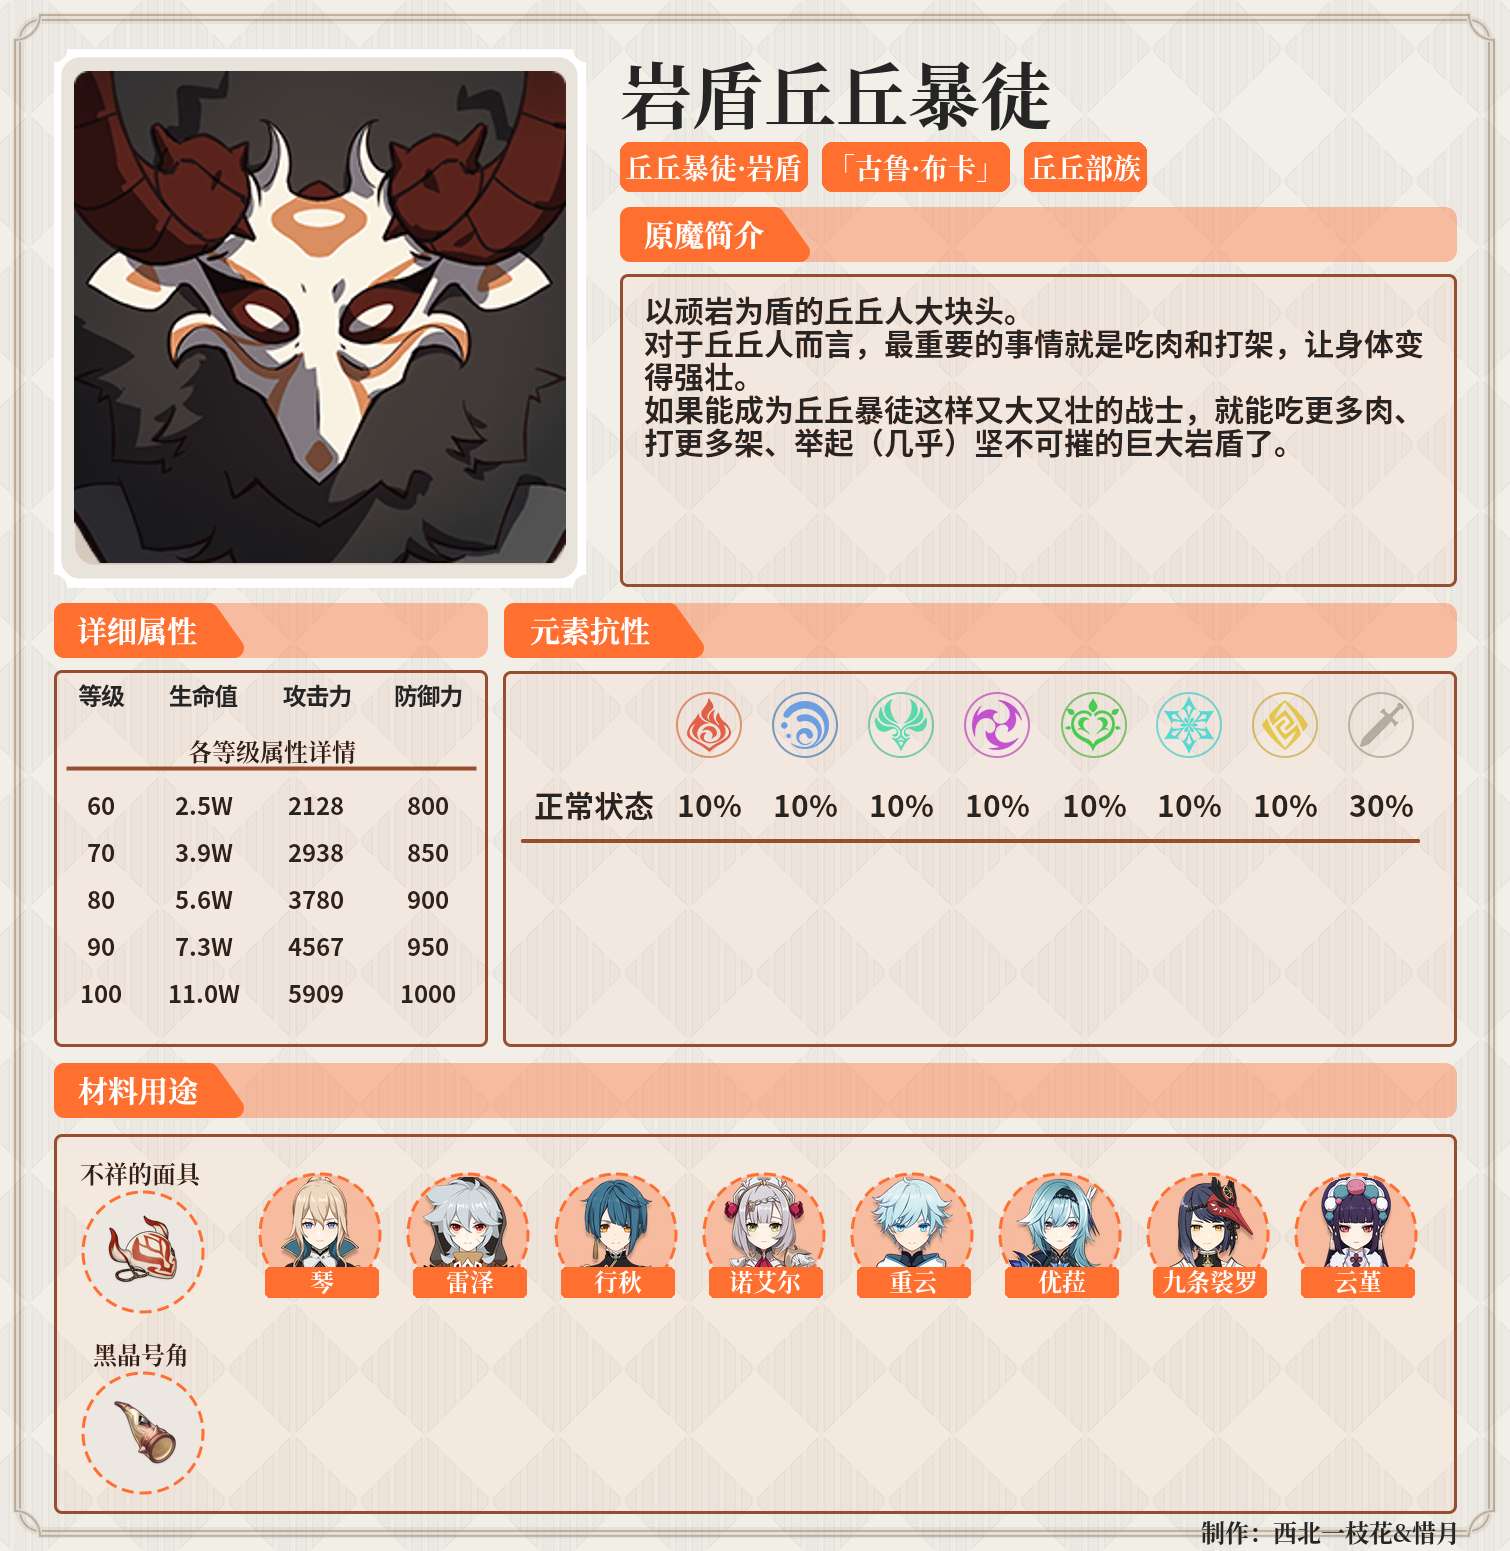 岩盾丘丘暴徒
丘丘暴徒·岩盾
「古鲁·布卡」
丘丘部族
原魔简介
以顽岩为盾的丘丘人大块头。
对于丘丘人而言，最重要的事情就是吃肉和打架，让身体变
得强壮。
如果能成为丘丘暴徒这样又大又壮的战士，就能吃更多肉、
打更多架、举起（几乎）坚不可摧的巨大岩盾了。
详细属性
等级 生命值 攻击力 防御力
各等级属性详情
60 2.5W 2128 800
70 3.9W 2938 850
80 5.6W 3780 900
90 7.3W 4567 950
100 11.0W 5909 1000
元素抗性
正常状态 10% 10% 10% 10% 10% 10% 10% 30%
材料用途
不祥的面具
琴 雷泽 行秋 诺艾尔 重云 优菈 九条裟罗 云堇
黑晶号角
制作：西北一枝花&惜月